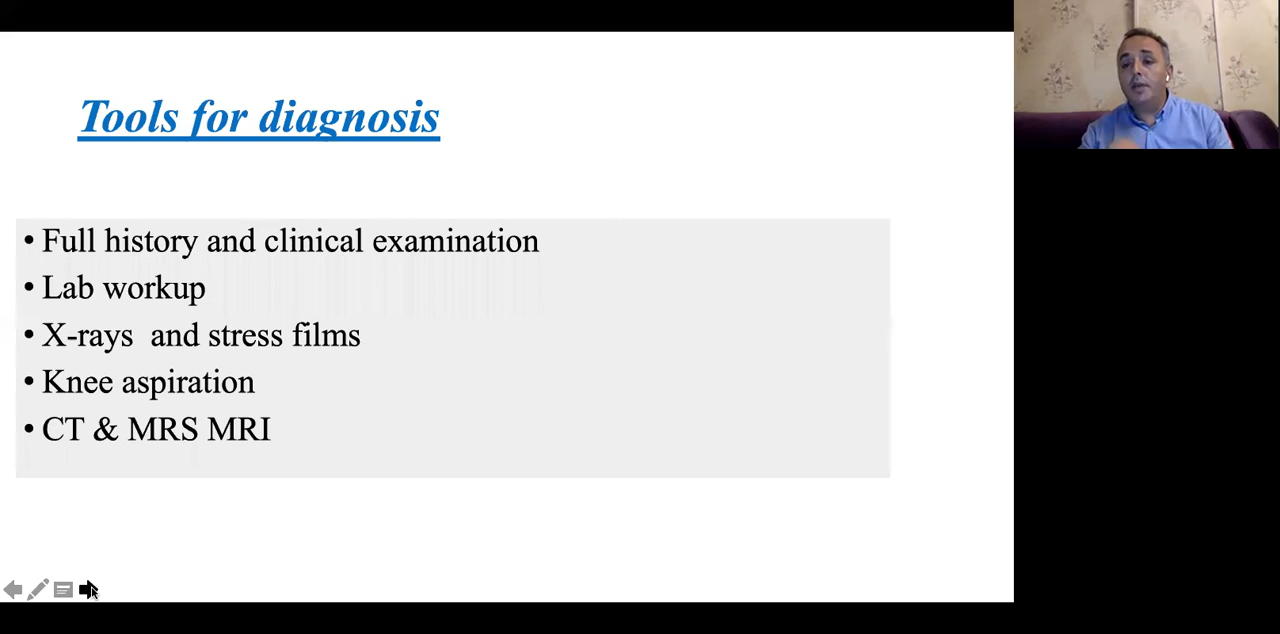 Tools for diagnosis
• Full history and clinical examination
• Lab workup
• X-rays  and stress films
• Knee aspiration
• CT & MRS MRI